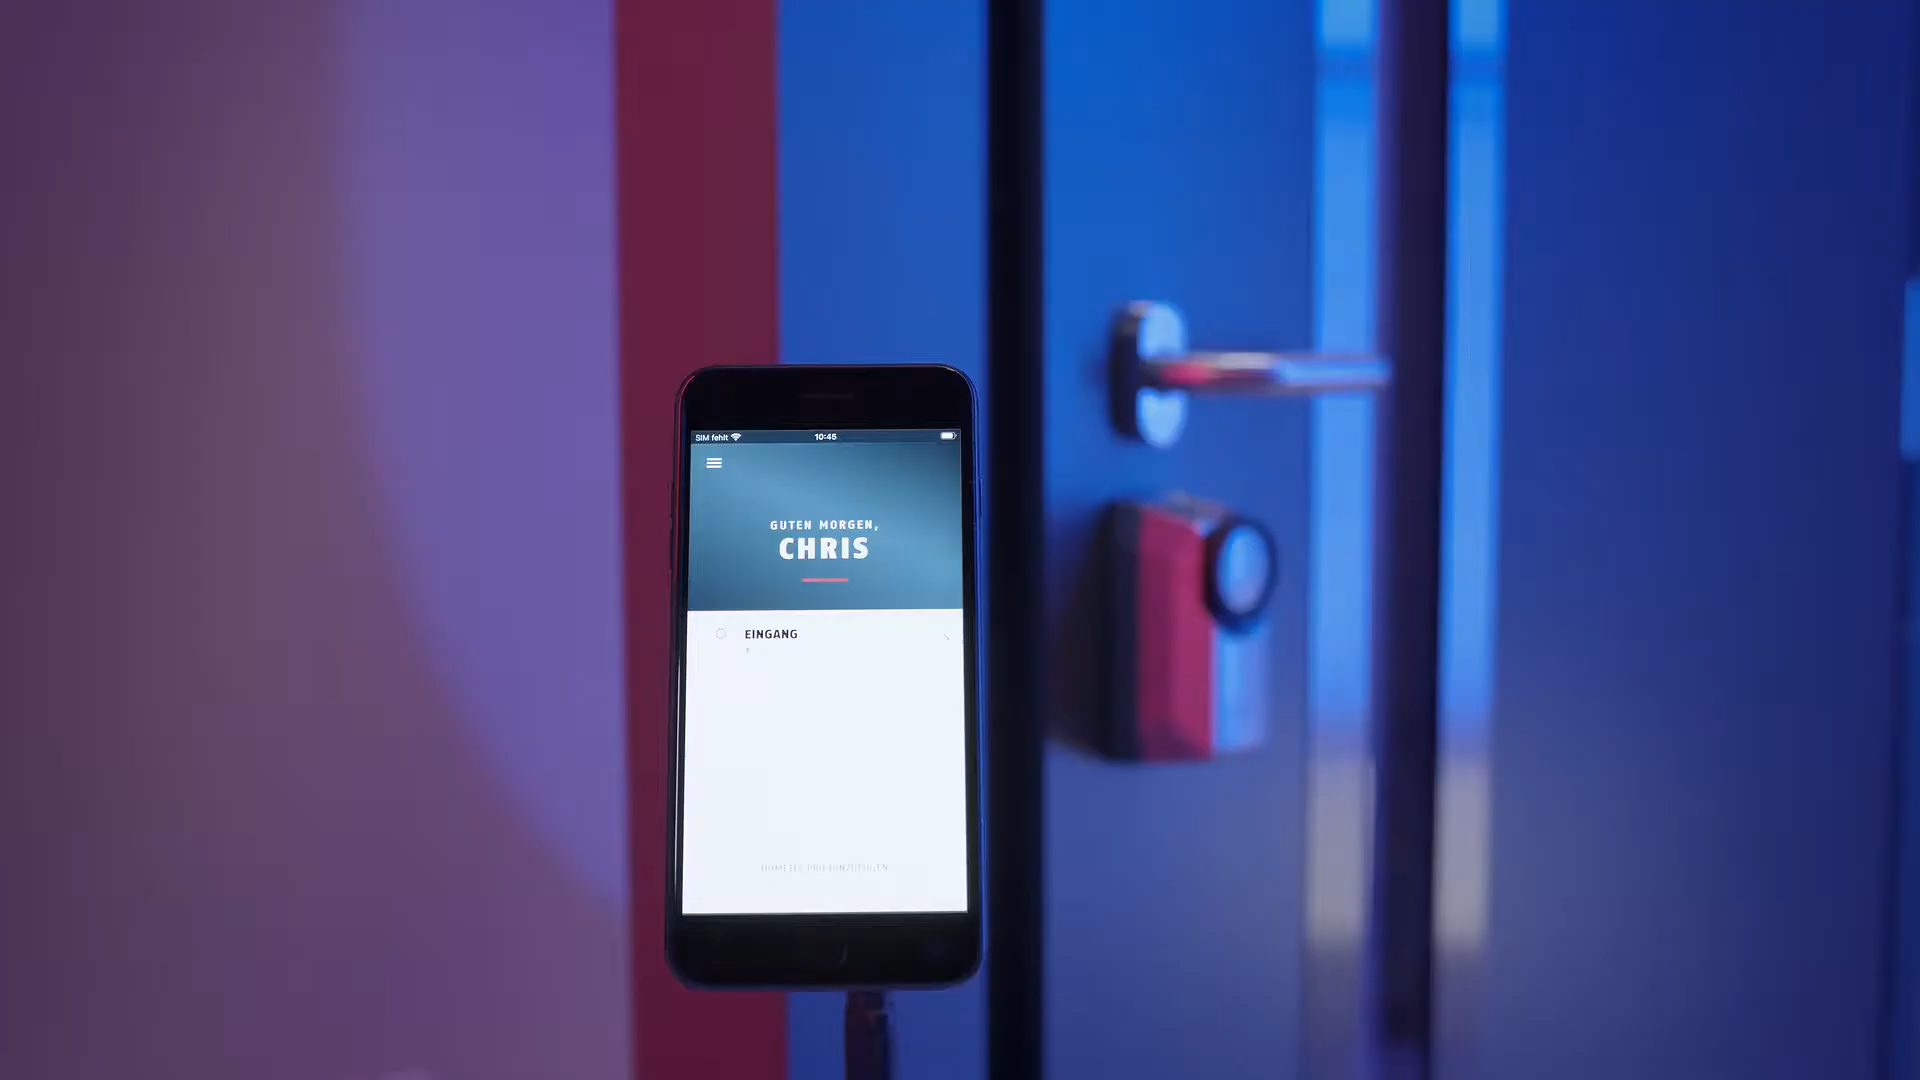 SIM fehlt
10:45
GUTEN MORGEN,
CHRIS
EINGANG